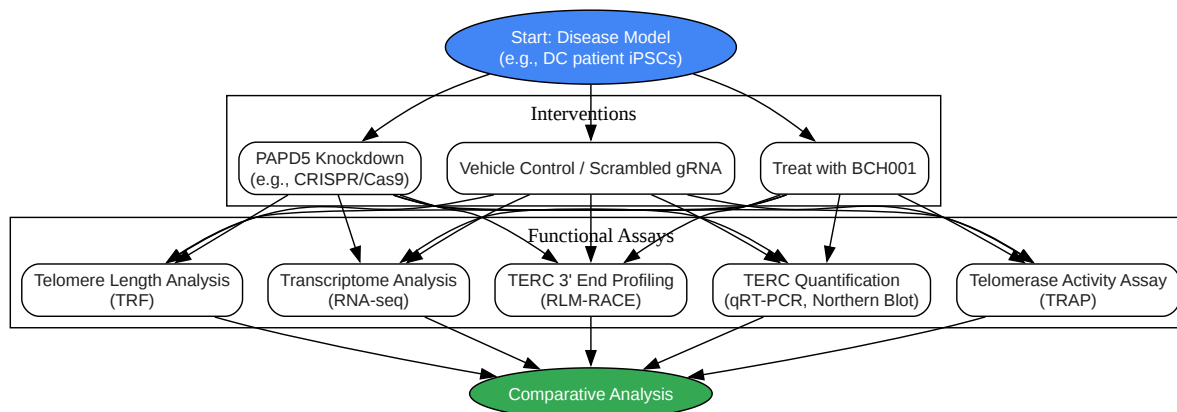 Start: Disease Model
(e.g., DC patient iPSCs)
Interventions
PAPD5 Knockdown
(e.g., CRISPR/Cas9)
Vehicle Control / Scrambled gRNA
Treat with BCH001
Functional Assays
Telomere Length Analysis
(TRF)
Transcriptome Analysis
(RNA-seq)
TERC 3' End Profiling
(RLM-RACE)
TERC Quantification
(qRT-PCR, Northern Blot)
Telomerase Activity Assay
(TRAP)
Comparative Analysis